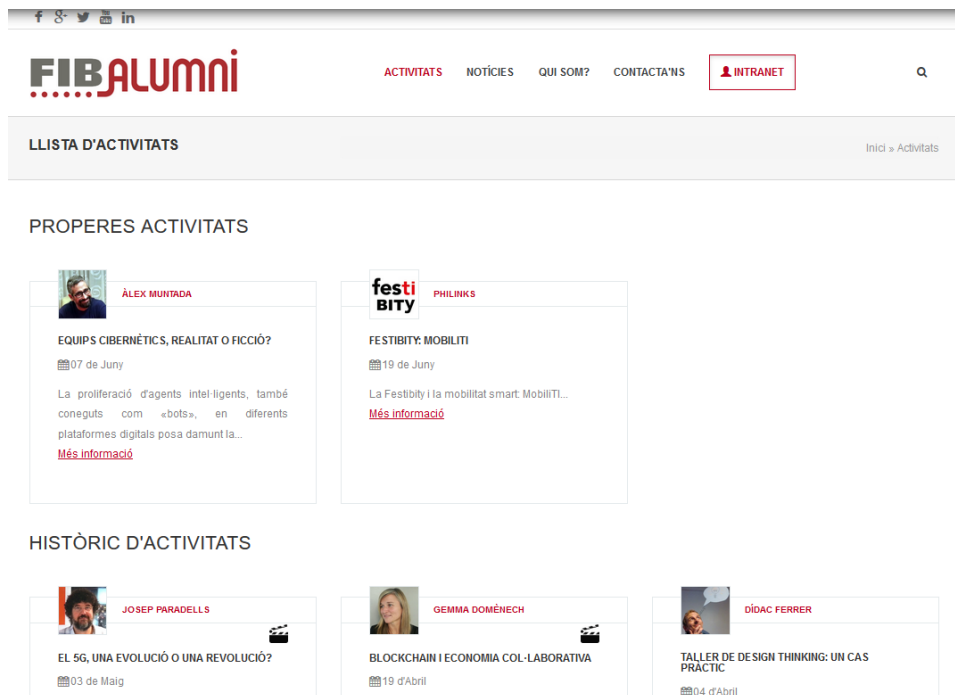 FIBALUMNI
ACTIVITATS NOTÍCIES QUI SOM? CONTACTA'NS INTRANET
LLISTA D'ACTIVITATS
Inici » Activitats
PROPERES ACTIVITATS
ÀLEX MUNTADA
EQUIPS CIBERNÈTICS, REALITAT O FICCIÓ?
07 de Juny
La proliferació d'agents intel·ligents, també
coneguts com «bots», en diferents
plataformes digitals posa damunt la...
Més informació
festi
BITY
PHILINKS
FESTIBITY: MOBILITI
19 de Juny
La Festibity i la mobilitat smart: MobiliTI...
Més informació
HISTÒRIC D'ACTIVITATS
JOSEP PARADELLS
EL 5G, UNA EVOLUCIÓ O UNA REVOLUCIÓ?
03 de Maig
GEMMA DOMÈNECH
BLOCKCHAIN I ECONOMIA COL·LABORATIVA
19 d'Abril
DÍDAC FERRER
TALLER DE DESIGN THINKING: UN CAS
PRÀCTIC
04 d'Abril